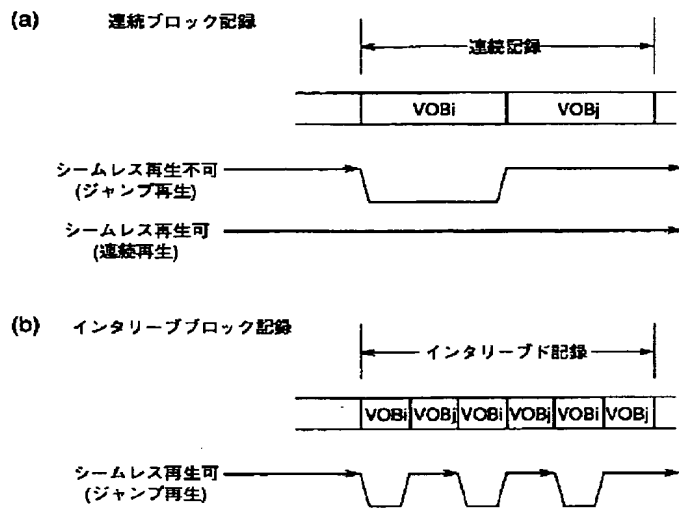 (a) 連続ブロック記録
連続記録
VOBi VOBj
シームレス再生不可
(ジャンプ再生)
シームレス再生可
(連続再生)
(b) インタリーブブロック記録
インタリーブド記録
VOBi VOBj VOBi VOBj VOBi VOBj
シームレス再生可
(ジャンプ再生)